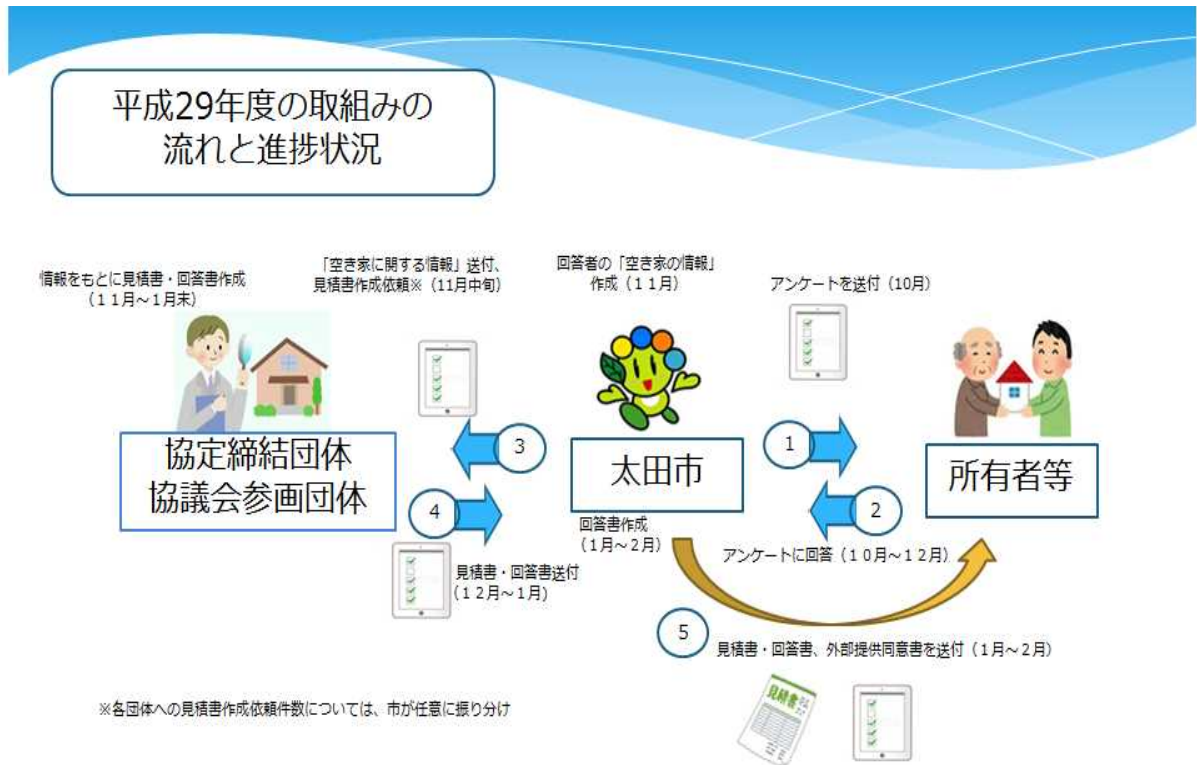 平成29年度の取組みの
流れと進捗状況
情報をもとに見積書・回答書作成
（１１月～１月末）
「空き家に関する情報」送付、
見積書作成依頼※（11月中旬）
回答者の「空き家の情報」
作成（１１月）
アンケートを送付（10月）
協定締結団体
協議会参画団体
3
4
太田市
1
2
所有者等
回答書作成
（1月～2月）
アンケートに回答（１０月～１２月）
見積書・回答書送付
（１２月～１月)
5
見積書・回答書、外部提供同意書を送付（１月～２月）
見積書
※各団体への見積書作成依頼件数については、市が任意に振り分け